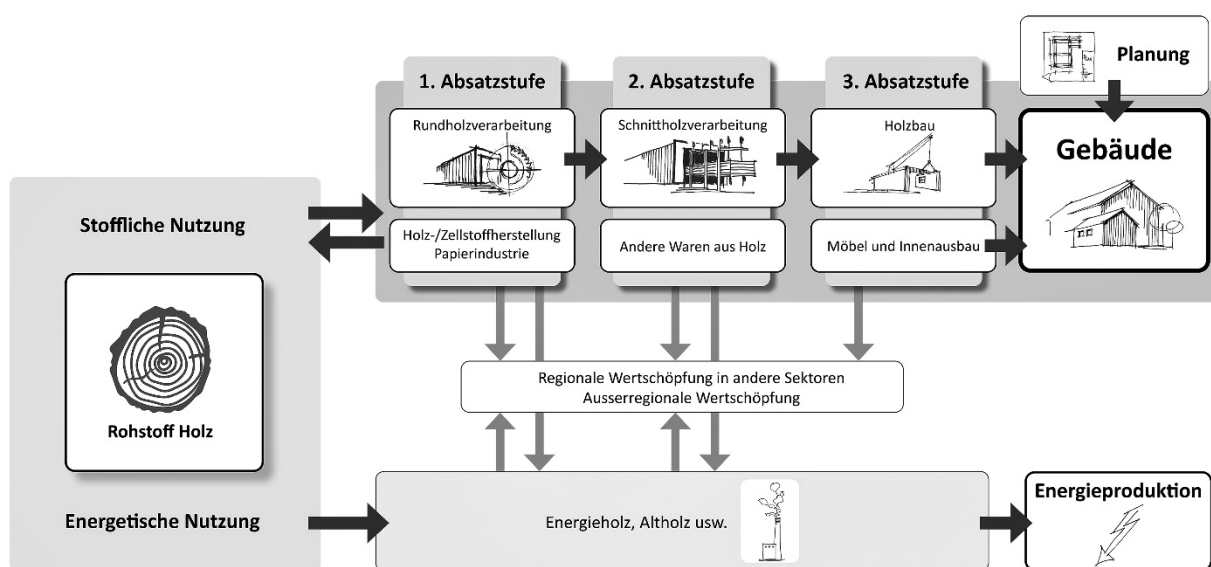 Planung
1. Absatzstufe
2. Absatzstufe
3. Absatzstufe
Rundholzverarbeitung
Schnittholzverarbeitung
Holzbau
Gebäude
Stoffliche Nutzung
Holz-/Zellstoffherstellung
Papierindustrie
Andere Waren aus Holz
Möbel und Innenausbau
Regionale Wertschöpfung in andere Sektoren
Ausserregionale Wertschöpfung
Rohstoff Holz
Energetische Nutzung
Energieholz, Altholz usw.
Energieproduktion